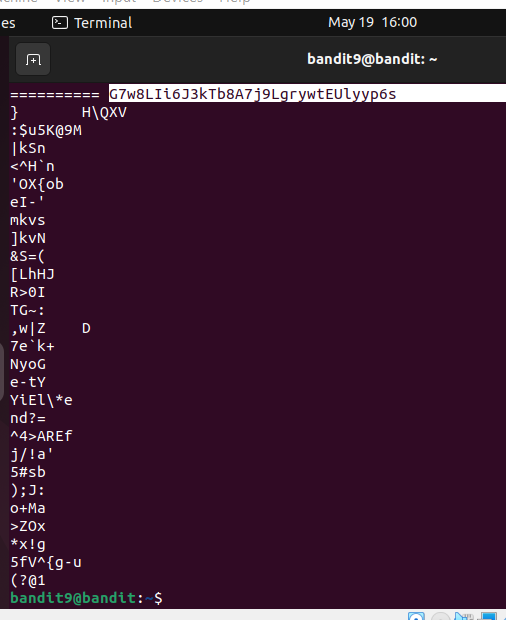 Machine View Input Devices Help
es Terminal May 19 16:00
bandit9@bandit: ~
========== G7w8LIi6J3kTb8A7j9LgrywtEUlyyp6s
} H\QXV
:$u5K@9M
|kSn
<^H`n
'OX{ob
eI-'
mkvs
]kvN
&S=(
[LhHJ
R>0I
TG~:
,w|Z D
7e`k+
NyoG
e-tY
YiEl\*e
nd?=
^4>AREf
j/!a'
5#sb
);J:
o+Ma
>ZOx
*x!g
5fV^{g-u
(?@1
bandit9@bandit:~$